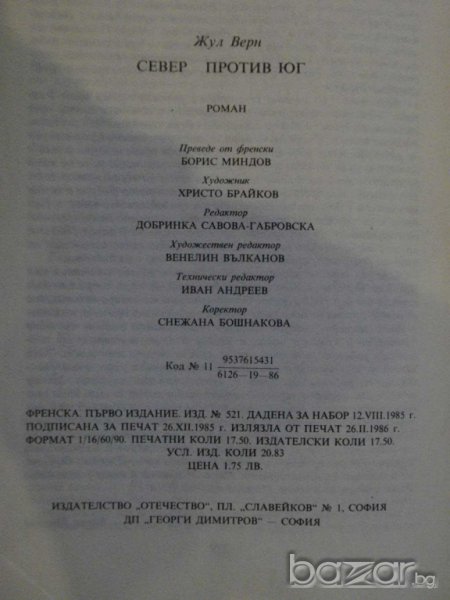 Жул Верн
СЕВЕР ПРОТИВ ЮГ
РОМАН
Преведе от френски
БОРИС МИНДОВ
Художник
ХРИСТО БРАЙКОВ
Редактор
ДОБРИНКА САВОВА-ГАБРОВСКА
Художествен редактор
ВЕНЕЛИН ВЪЛКАНОВ
Технически редактор
ИВАН АНДРЕЕВ
Коректор
СНЕЖАНА БОШНАКОВА
Код № 11 9537615431
6126—19—86
ФРЕНСКА. ПЪРВО ИЗДАНИЕ. ИЗД. № 521. ДАДЕНА ЗА НАБОР 12.VIII.1985 г.
ПОДПИСАНА ЗА ПЕЧАТ 26.XII.1985 г. ИЗЛЯЗЛА ОТ ПЕЧАТ 26.II.1986 г.
ФОРМАТ 1/16/60/90. ПЕЧАТНИ КОЛИ 17.50. ИЗДАТЕЛСКИ КОЛИ 17.50.
УСЛ. ИЗД. КОЛИ 20.83
ЦЕНА 1.75 ЛВ.
ИЗДАТЕЛСТВО „ОТЕЧЕСТВО", ПЛ. „СЛАВЕЙКОВ" № 1, СОФИЯ
ДП „ГЕОРГИ ДИМИТРОВ" — СОФИЯ
bazar.bg